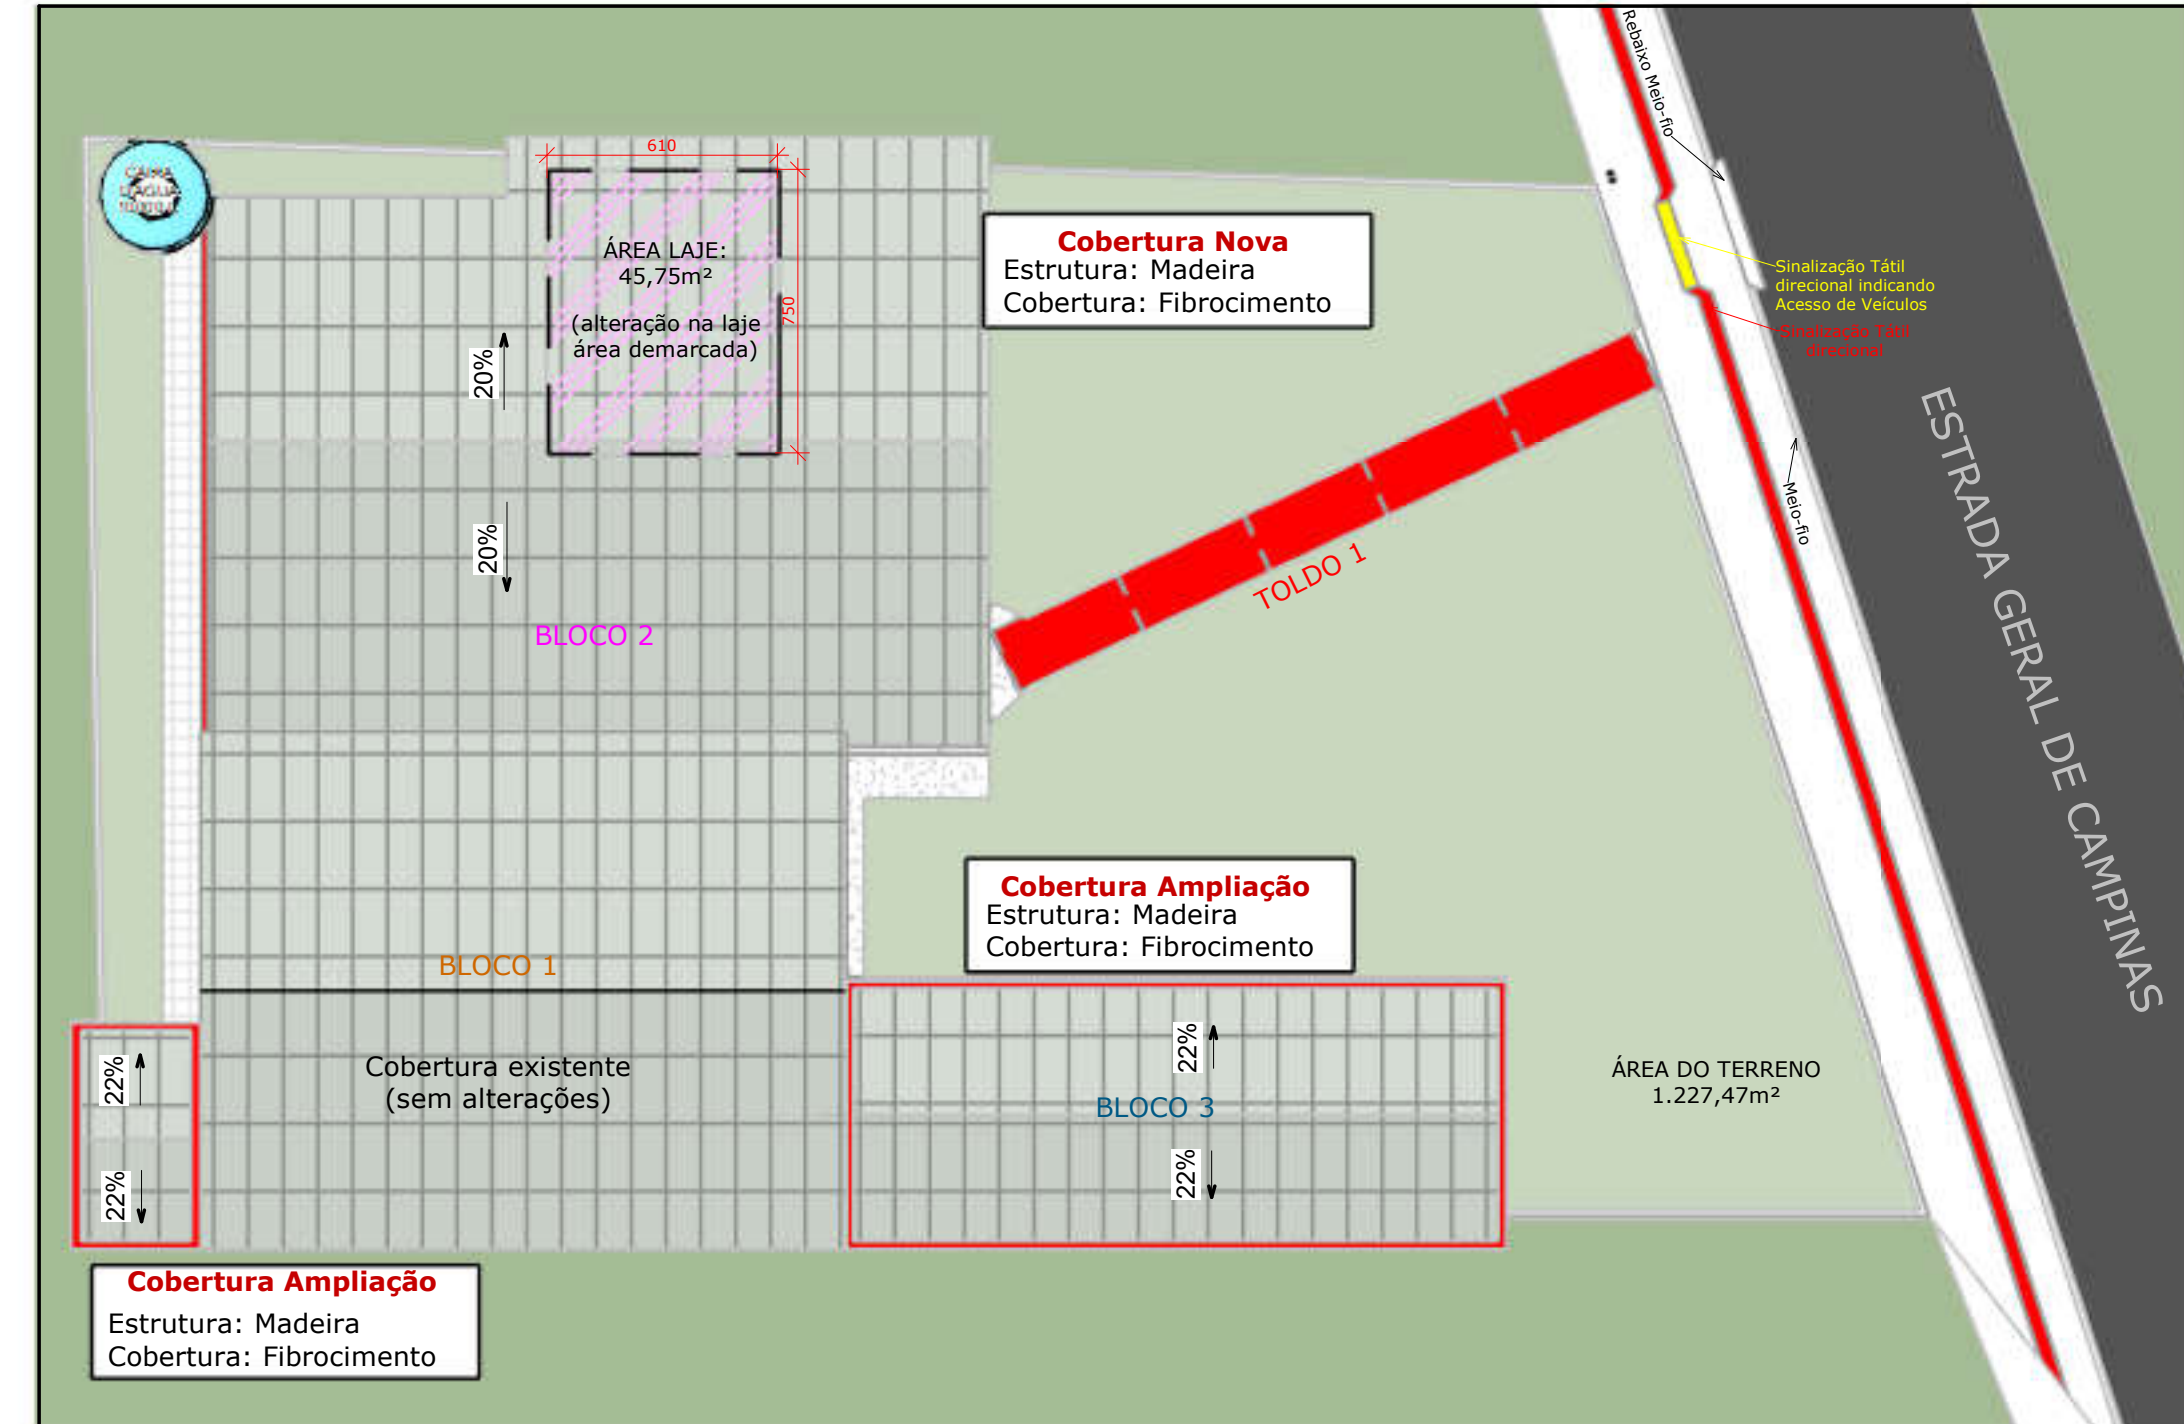 Rebaixo Meio-fio
610
CAIXA
D'ÁGUA
ÁREA LAJE:
45,75m²
(alteração na laje
área demarcada)
750
Cobertura Nova
Estrutura: Madeira
Cobertura: Fibrocimento
Sinalização Tátil
direcional indicando
Acesso de Veículos
Sinalização Tátil
direcional
20%
20%
ESTRADA GERAL DE CAMPINAS
Meio-fio
TOLDO 1
BLOCO 2
Cobertura Ampliação
Estrutura: Madeira
Cobertura: Fibrocimento
BLOCO 1
Cobertura existente
(sem alterações)
22%
22%
22%
BLOCO 3
22%
ÁREA DO TERRENO
1.227,47m²
Cobertura Ampliação
Estrutura: Madeira
Cobertura: Fibrocimento